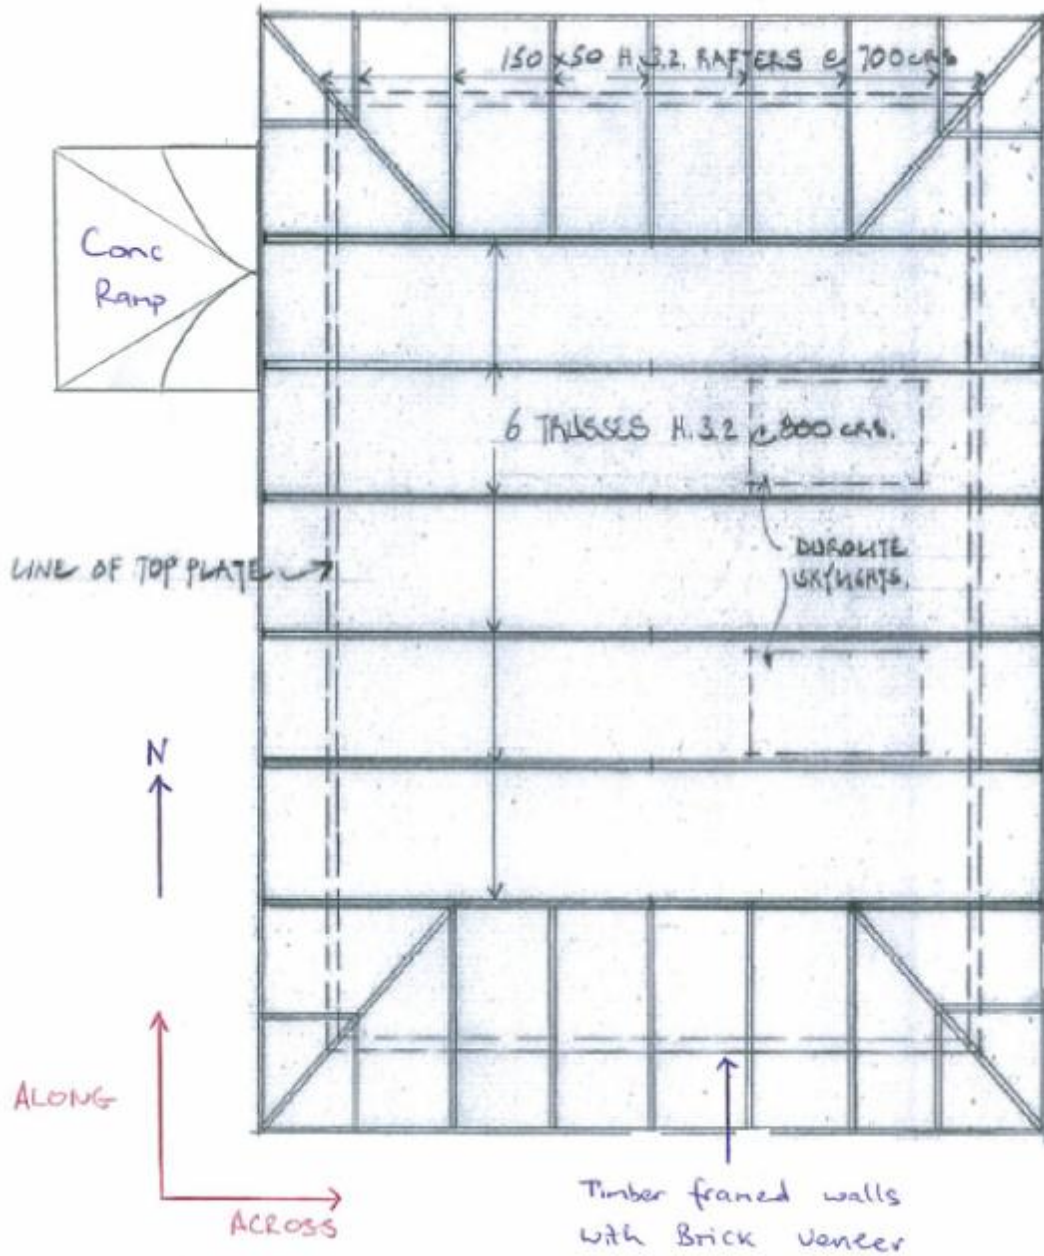 150 x 50 H.3.2. RAFTERS @ 700 CRS
Conc
Ramp
6 TRUSSES H.3.2 @ 800 CRS.
DUROLITE
SKYLIGHTS.
LINE OF TOP PLATE
N
ALONG
ACROSS
Timber framed walls
with Brick Veneer